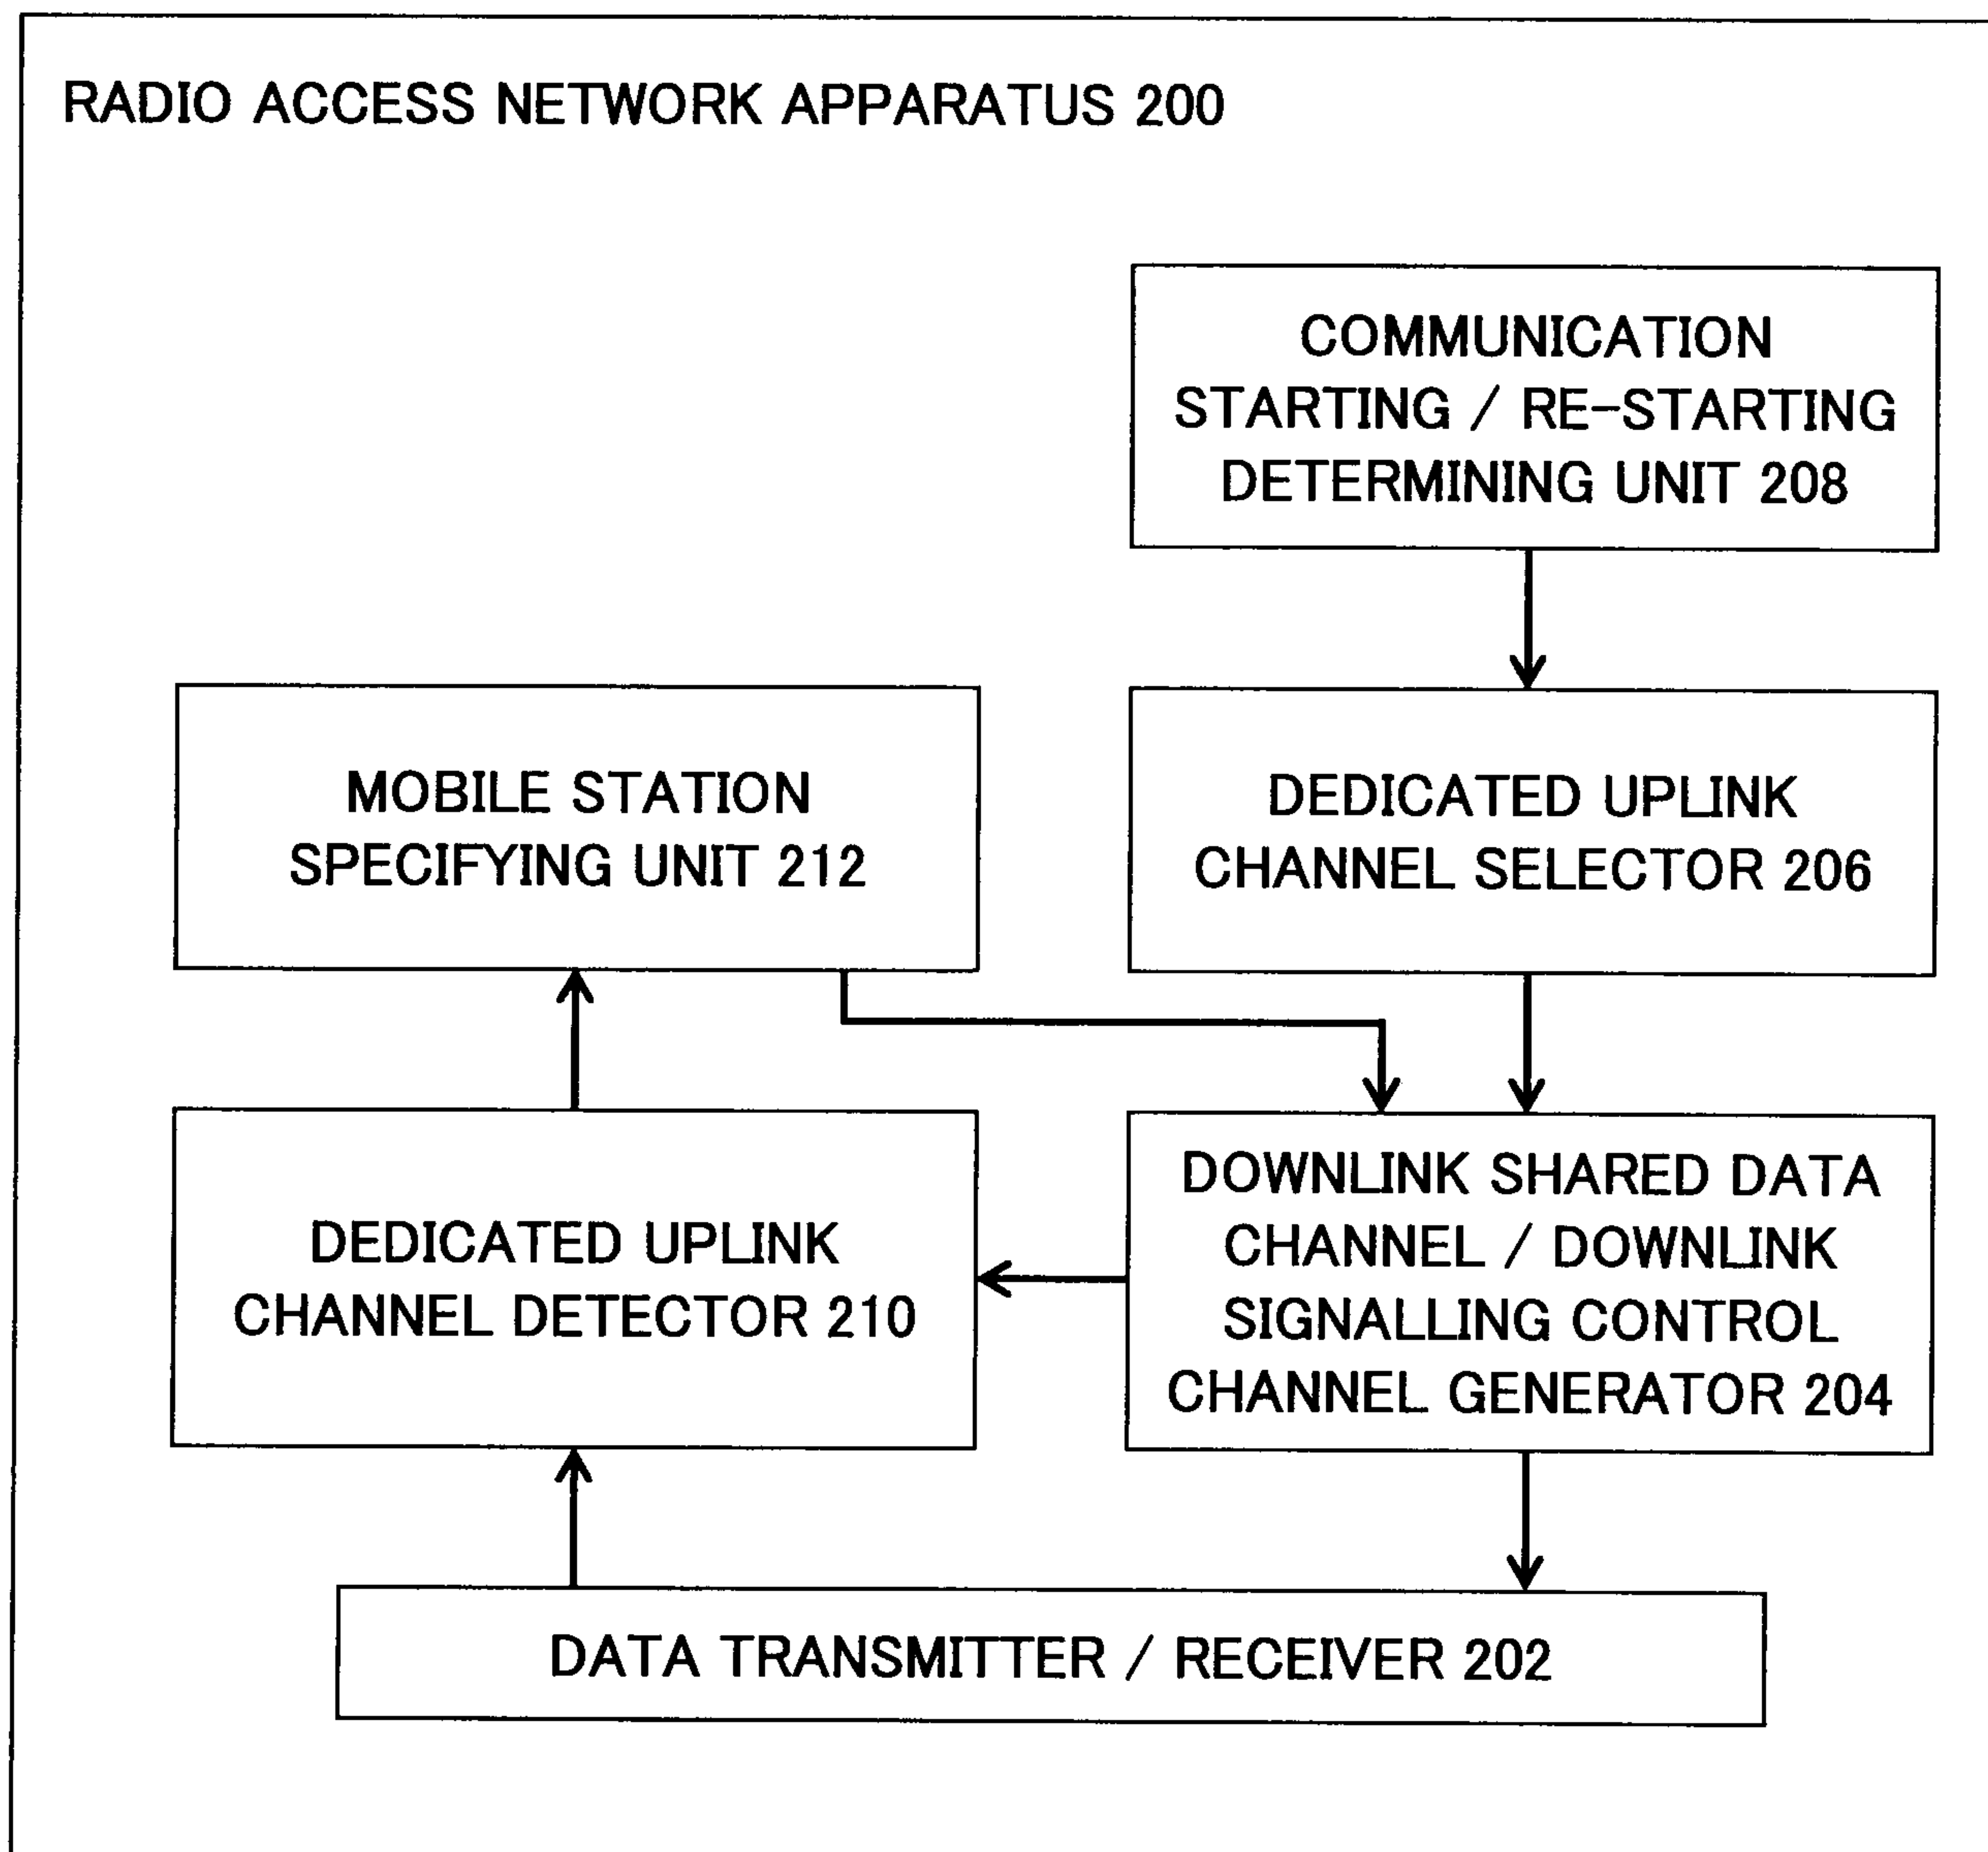 RADIO ACCESS NETWORK APPARATUS 200
COMMUNICATION
STARTING / RE-STARTING
DETERMINING UNIT 208
MOBILE STATION
SPECIFYING UNIT 212
DEDICATED UPLINK
CHANNEL SELECTOR 206
DEDICATED UPLINK
CHANNEL DETECTOR 210
DOWNLINK SHARED DATA
CHANNEL / DOWNLINK
SIGNALLING CONTROL
CHANNEL GENERATOR 204
DATA TRANSMITTER / RECEIVER 202